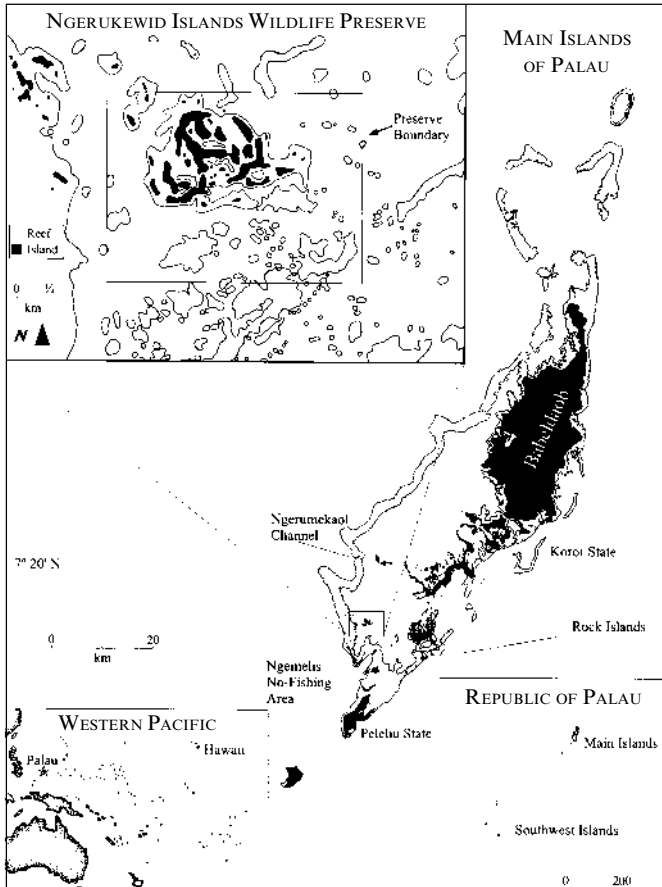 NGERUKEWID ISLANDS WILDLIFE PRESERVE
Preserve
Boundary
Reef
Island
0 ½
km
N
MAIN ISLANDS
OF PALAU
Babeldaob
Ngerumekaol
Channel
7° 20' N
Koror State
0 20
km
Rock Islands
Ngemelis
No-Fishing
Area
Peleliu State
WESTERN PACIFIC
Palau
Hawaii
REPUBLIC OF PALAU
Main Islands
Southwest Islands
0 200